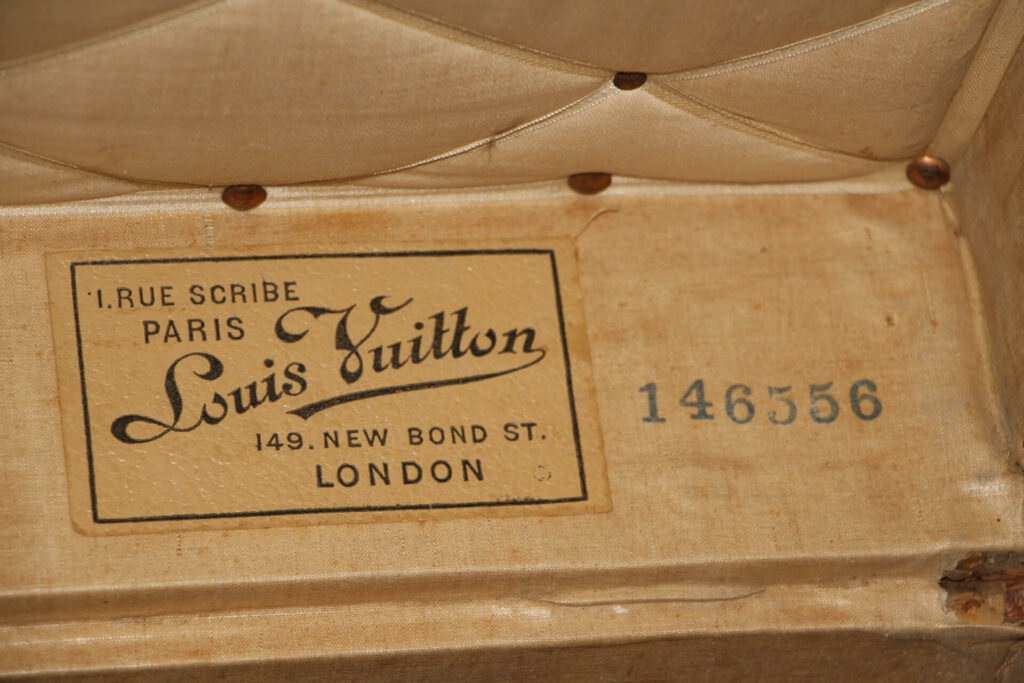 1. RUE SCRIBE
PARIS
Louis Vuitton
149. NEW BOND ST.
LONDON
146556